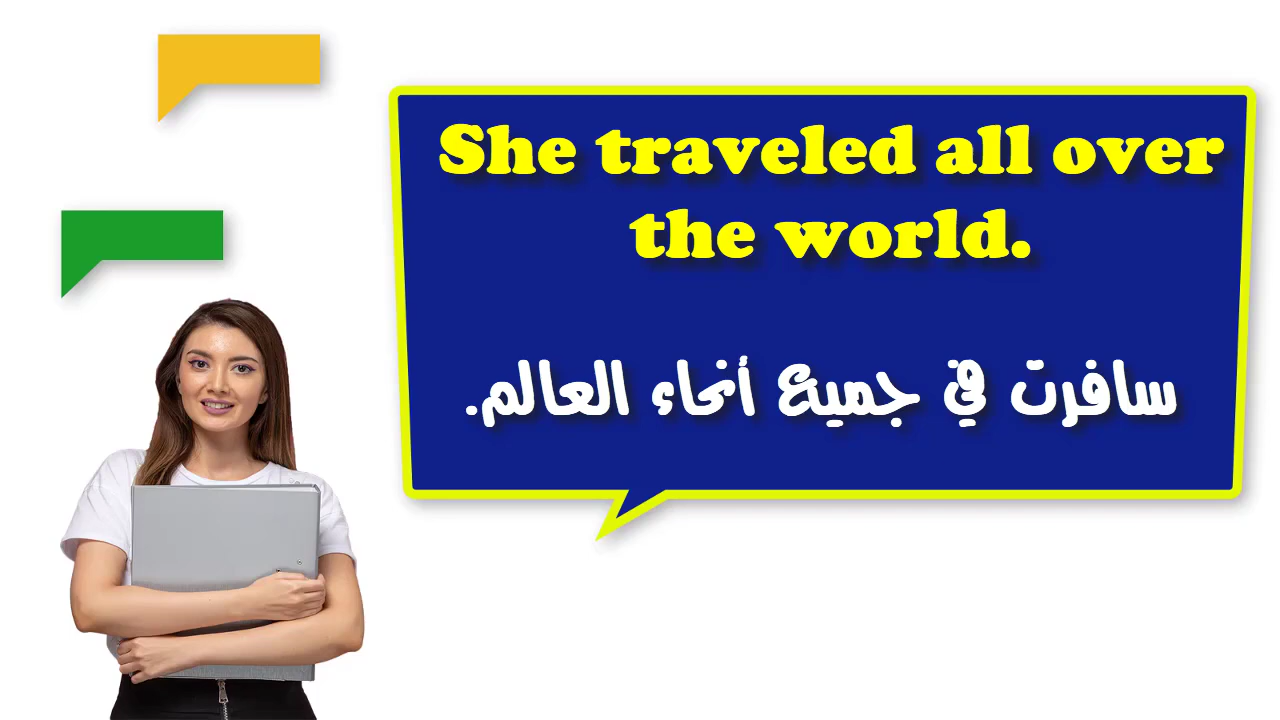 She traveled all over
the world.
سافرت في جميع أنحاء العالم.